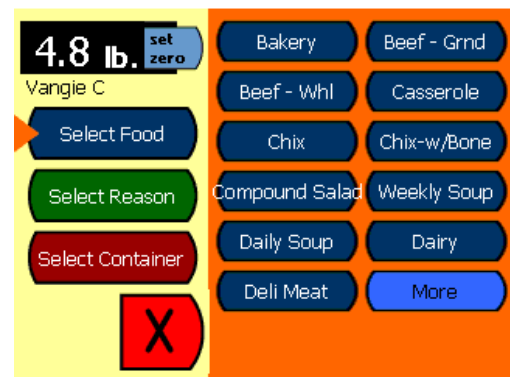 4.8 lb.
set
zero
Vangie C
Select Food
Select Reason
Select Container
X
Bakery
Beef - Grnd
Beef - Whl
Casserole
Chix
Chix-w/Bone
Compound Salad
Weekly Soup
Daily Soup
Dairy
Deli Meat
More